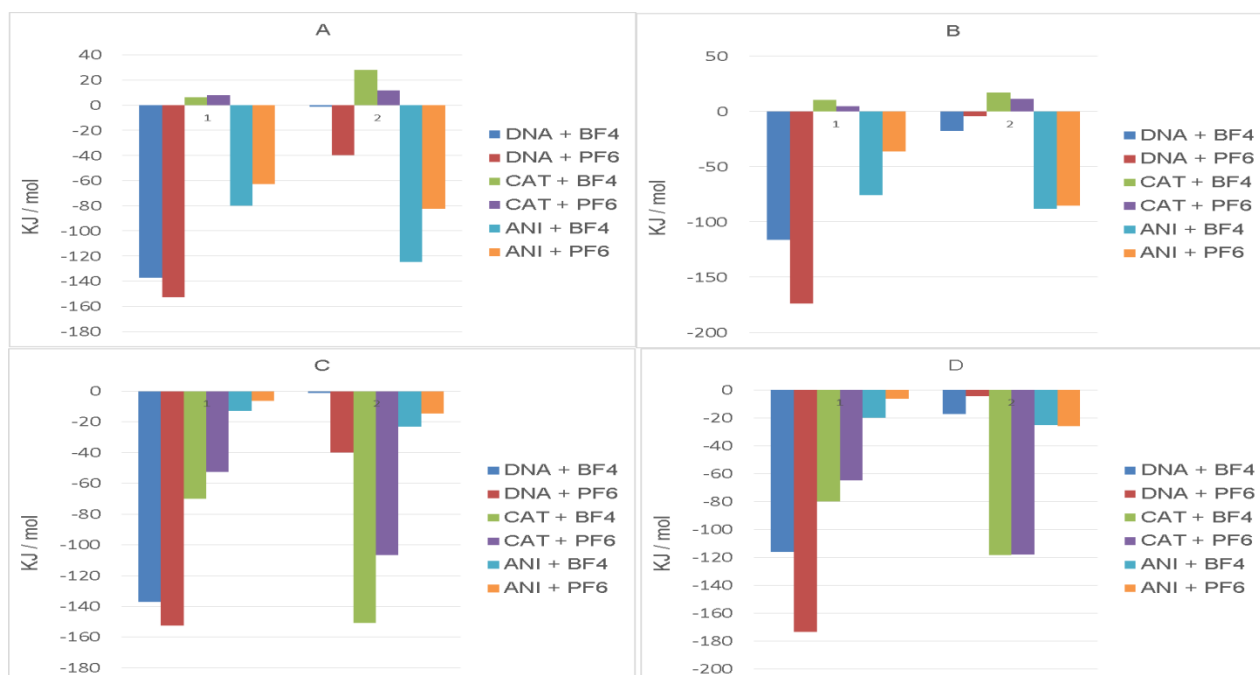 A
40
20
0
-20
-40
-60
-80
-100
-120
-140
-160
-180
KJ / mol
1
2
DNA + BF4
DNA + PF6
CAT + BF4
CAT + PF6
ANI + BF4
ANI + PF6
B
50
0
-50
-100
-150
-200
KJ / mol
1
2
DNA + BF4
DNA + PF6
CAT + BF4
CAT + PF6
ANI + BF4
ANI + PF6
C
0
-20
-40
-60
-80
-100
-120
-140
-160
-180
KJ / mol
1
2
DNA + BF4
DNA + PF6
CAT + BF4
CAT + PF6
ANI + BF4
ANI + PF6
D
0
-20
-40
-60
-80
-100
-120
-140
-160
-180
-200
KJ / mol
1
2
DNA + BF4
DNA + PF6
CAT + BF4
CAT + PF6
ANI + BF4
ANI + PF6